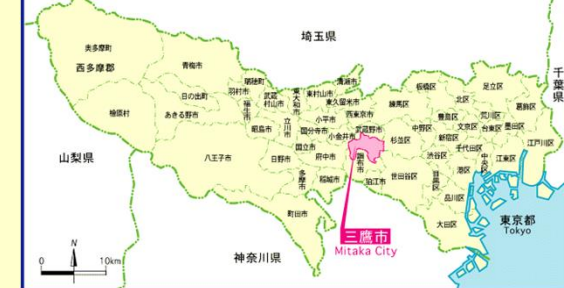 埼玉県
千葉県
奥多摩町
西多摩郡
青梅市
瑞穂町
清瀬市
羽村市
武蔵
村山市
東大和市
東村山市
東久留米市
板橋区
足立区
日の出町
福生市
小平市
西東京市
練馬区
北区
葛飾区
檜原村
あきる野市
昭島市
立川市
国分寺市
小金井市
武蔵野市
中野区
豊島区
荒川区
文京区
台東区
墨田区
杉並区
新宿区
千代田区
江戸川区
山梨県
八王子市
日野市
国立市
府中市
調布市
渋谷区
中央区
港区
江東区
多摩市
稲城市
狛江市
世田谷区
目黒区
品川区
町田市
大田区
東京都
Tokyo
三鷹市
Mitaka City
神奈川県
N
0
10km